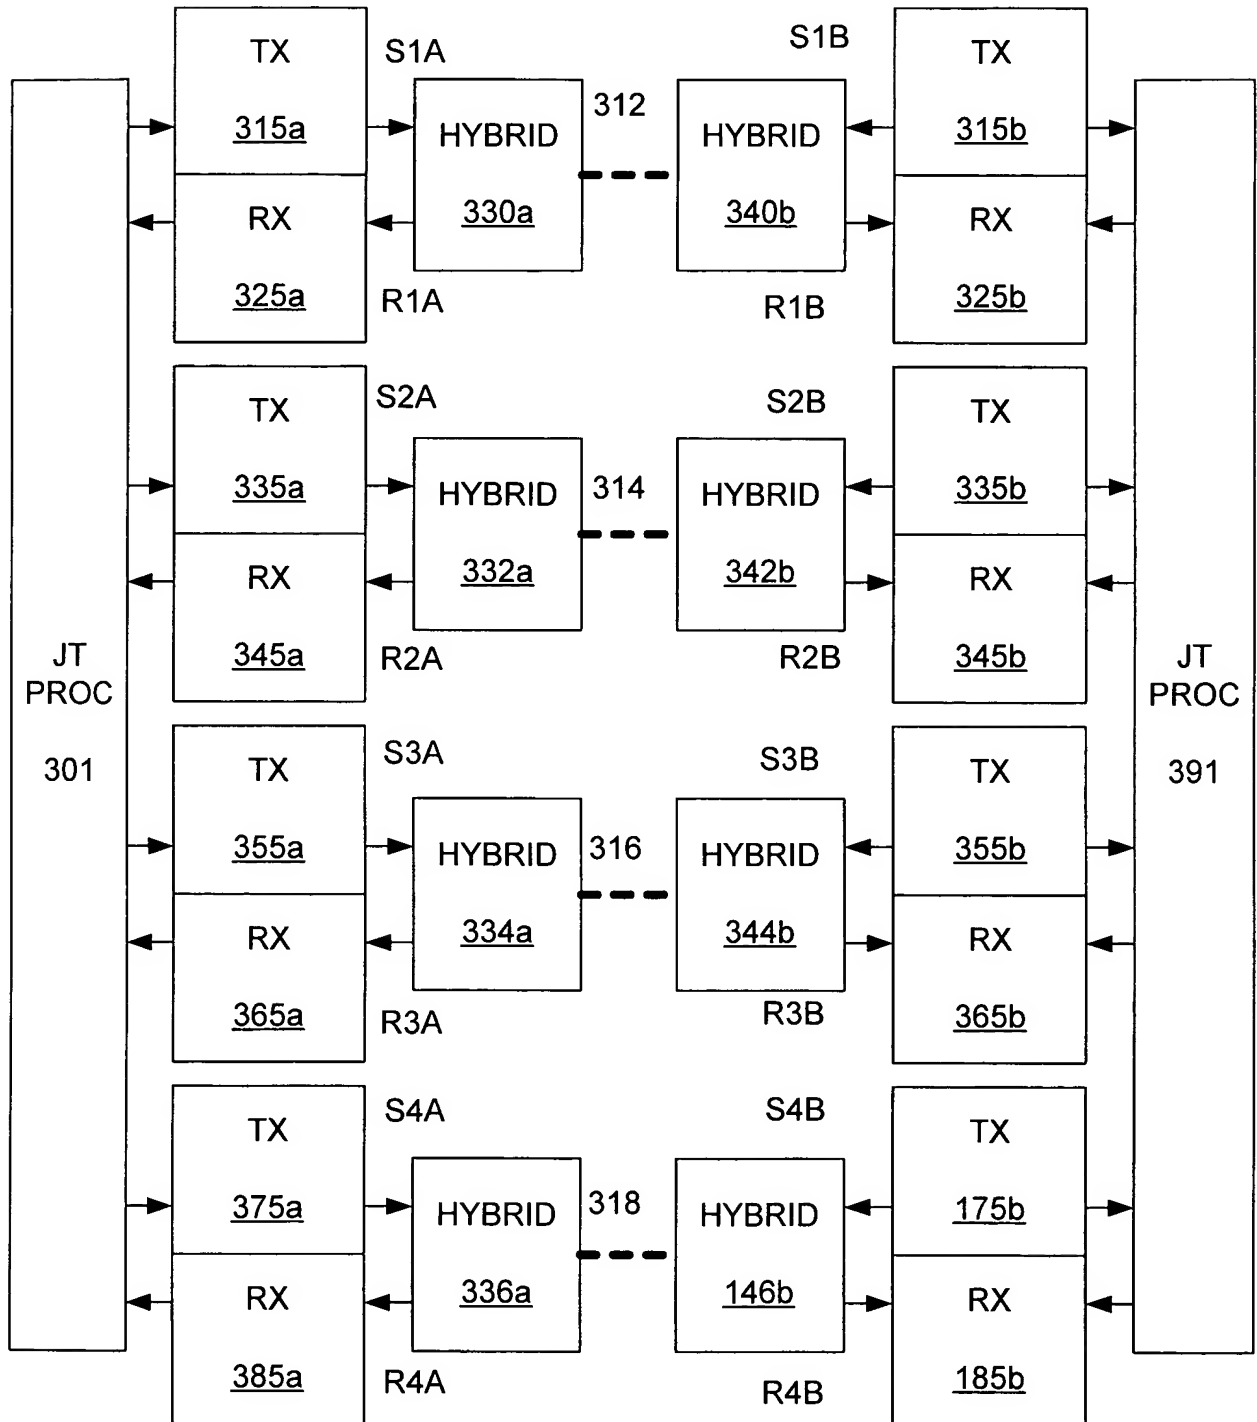 TX
S1A
S1B
TX
315a
HYBRID
312
HYBRID
315b
RX
330a
340b
RX
325a
R1A
R1B
325b
TX
S2A
S2B
TX
335a
HYBRID
314
HYBRID
335b
RX
332a
342b
RX
345a
R2A
R2B
345b
JT
PROC
301
JT
PROC
391
TX
S3A
S3B
TX
355a
HYBRID
316
HYBRID
355b
RX
334a
344b
RX
365a
R3A
R3B
365b
TX
S4A
S4B
TX
375a
HYBRID
318
HYBRID
175b
RX
336a
146b
RX
385a
R4A
R4B
185b